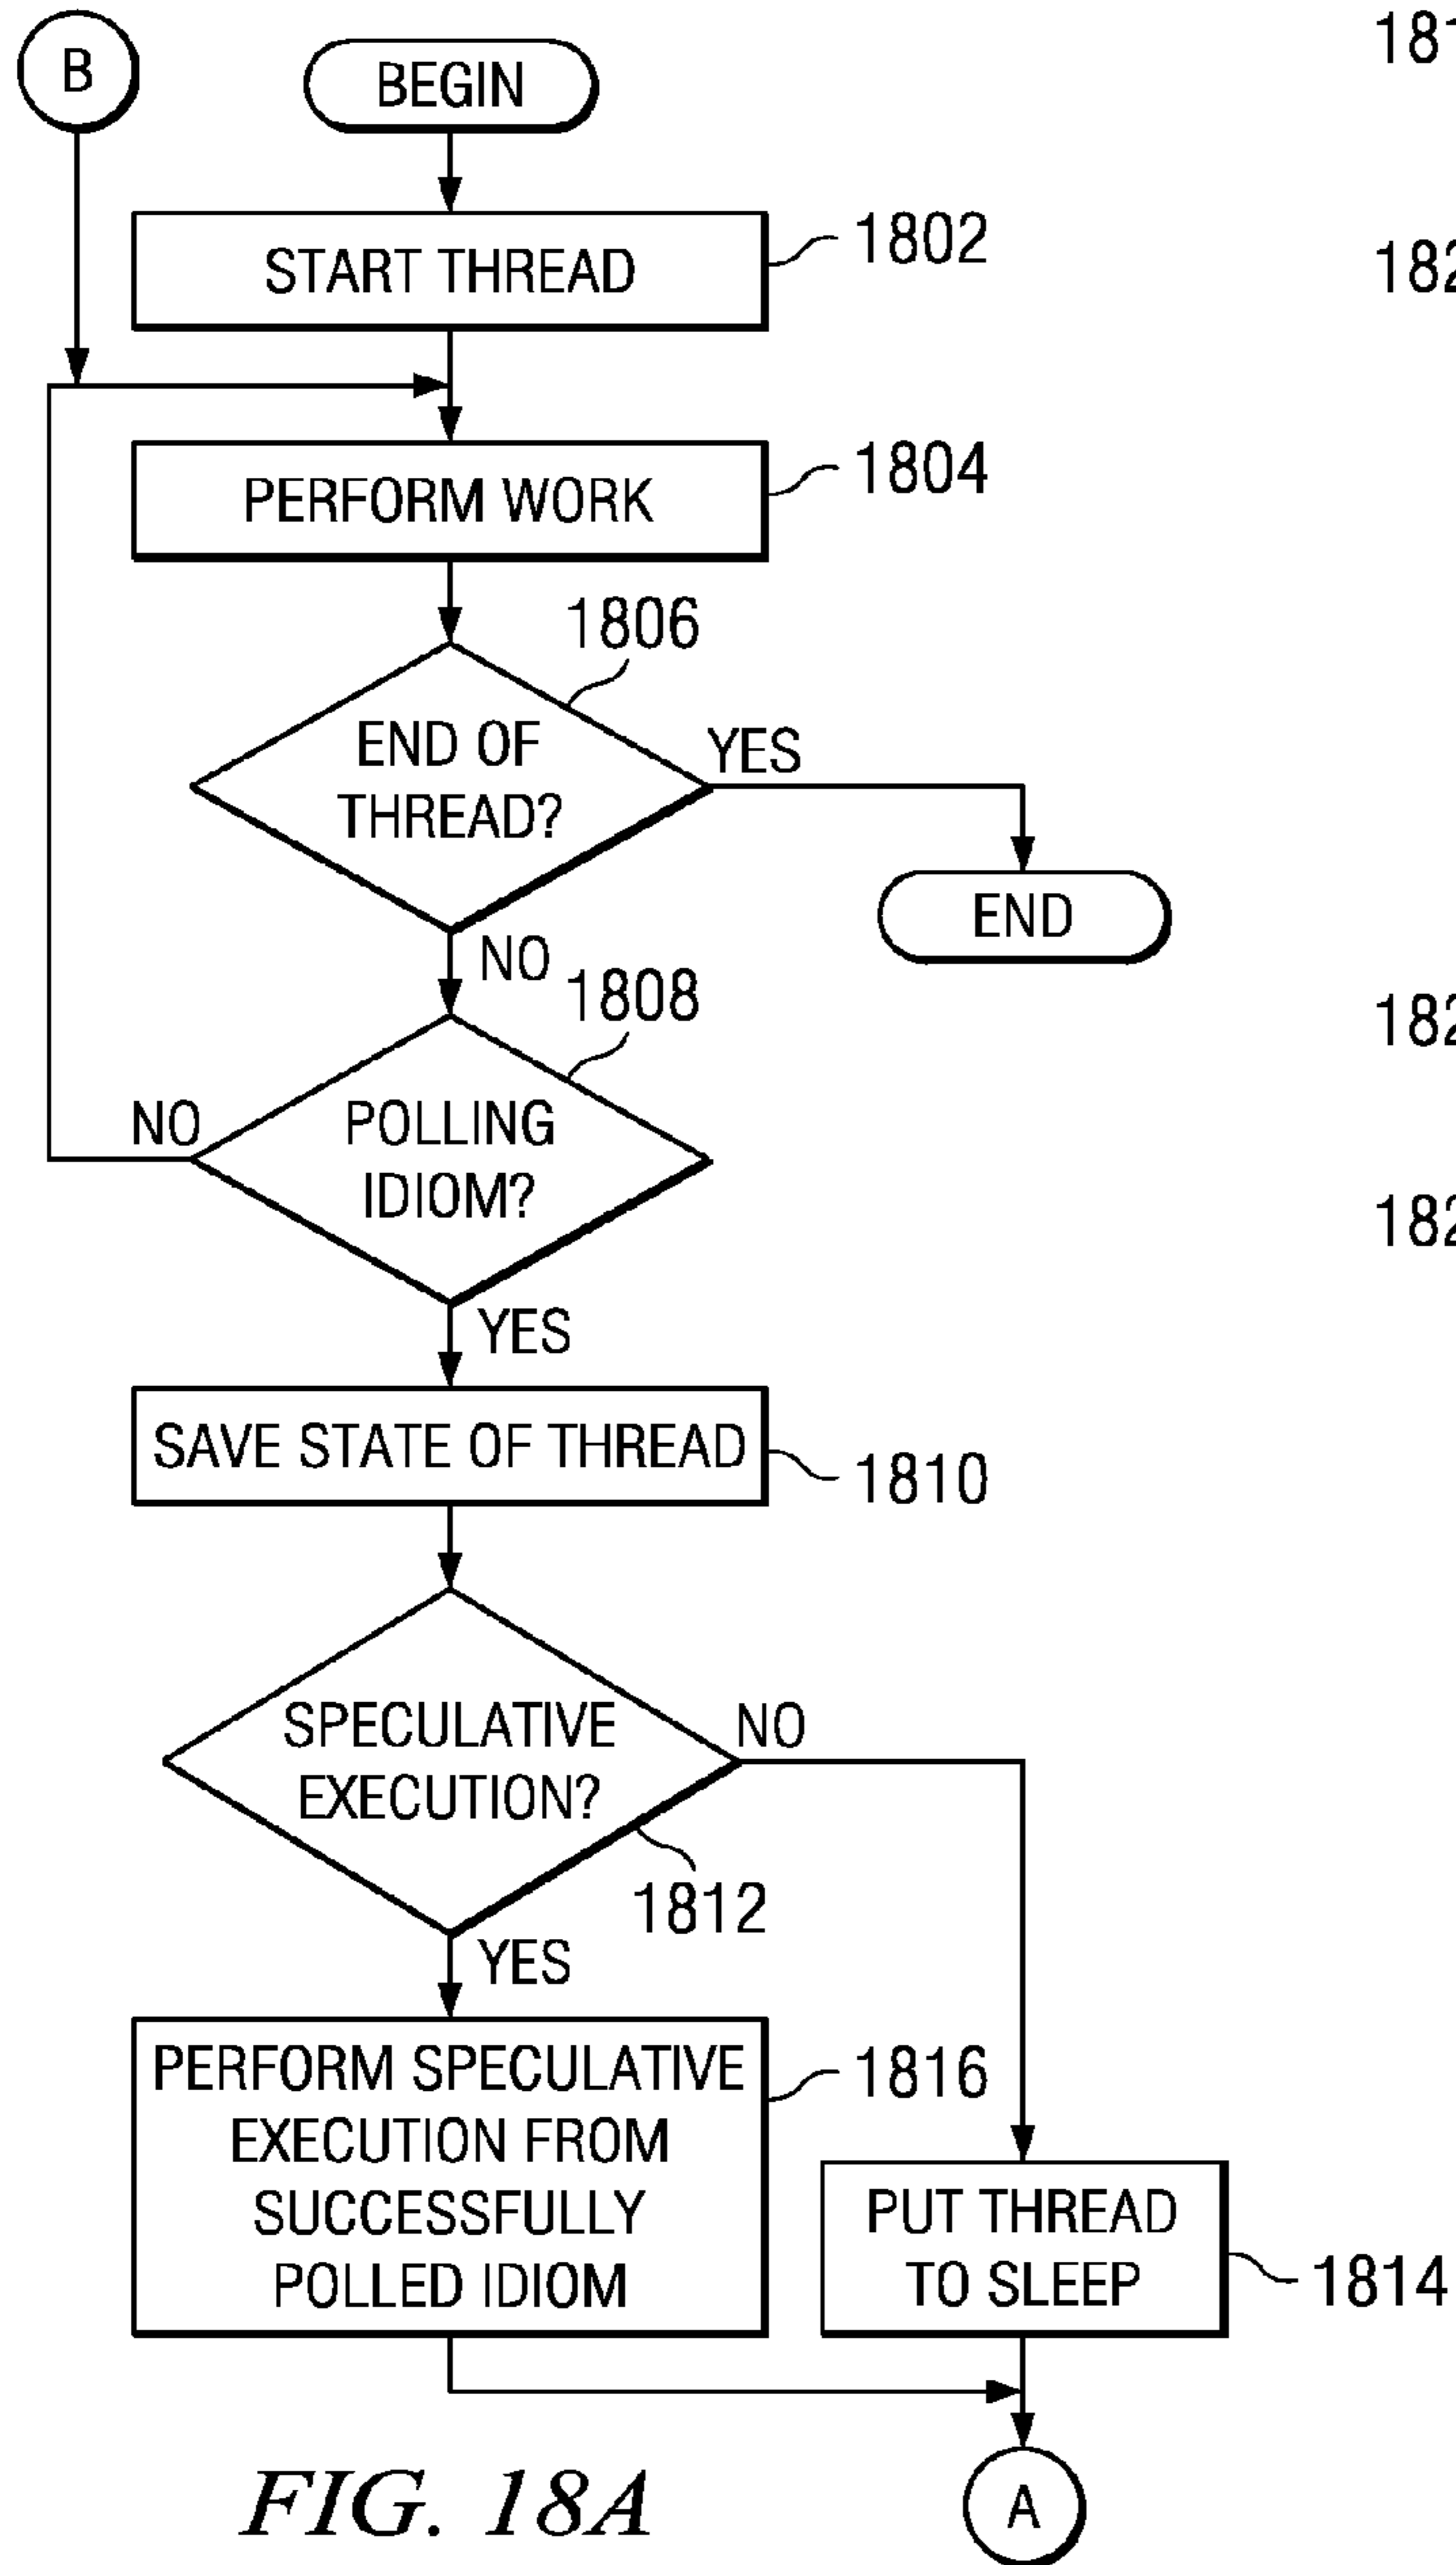 B
BEGIN
START THREAD
1802
PERFORM WORK
1804
1806
END OF
THREAD?
YES
END
NO
1808
POLLING
IDIOM?
NO
YES
SAVE STATE OF THREAD
1810
SPECULATIVE
EXECUTION?
NO
1812
YES
PERFORM SPECULATIVE
EXECUTION FROM
SUCCESSFULLY
POLLED IDIOM
1816
PUT THREAD
TO SLEEP
1814
A
FIG. 18A